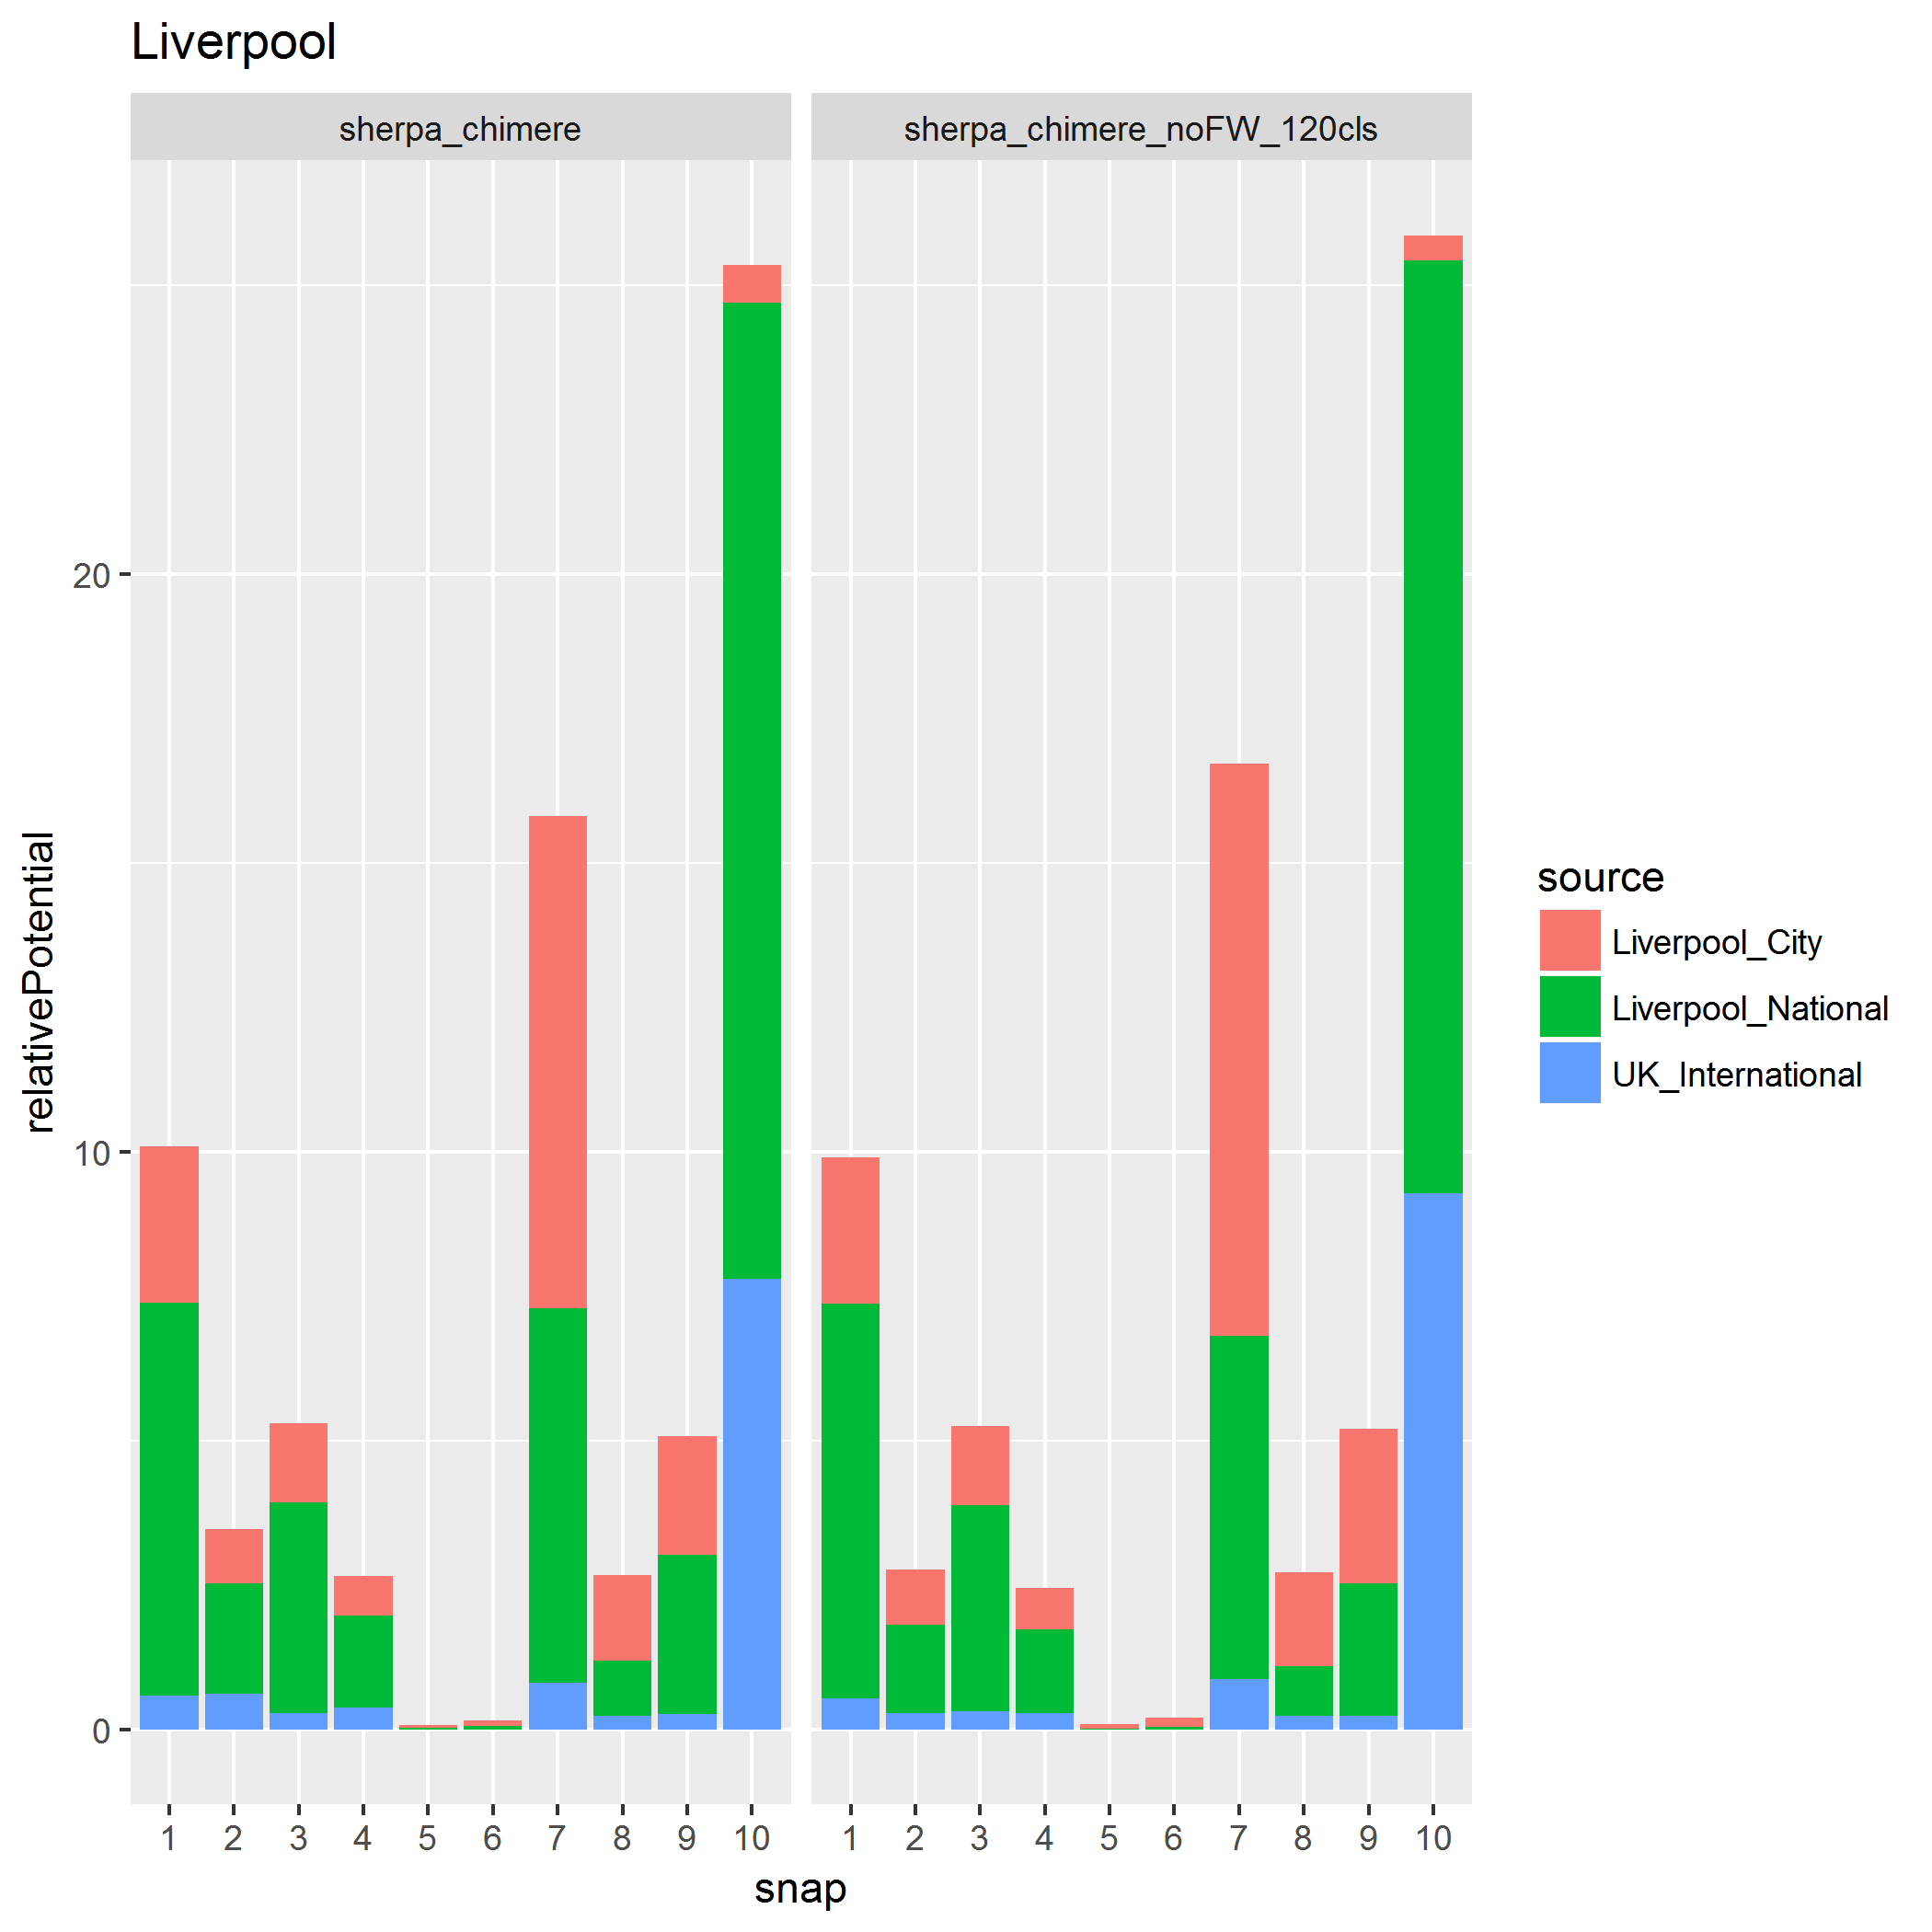 Liverpool
sherpa_chimere
sherpa_chimere_noFW_120cls
20
10
0
relativePotential
1 2 3 4 5 6 7 8 9 10
1 2 3 4 5 6 7 8 9 10
snap
source
Liverpool_City
Liverpool_National
UK_International